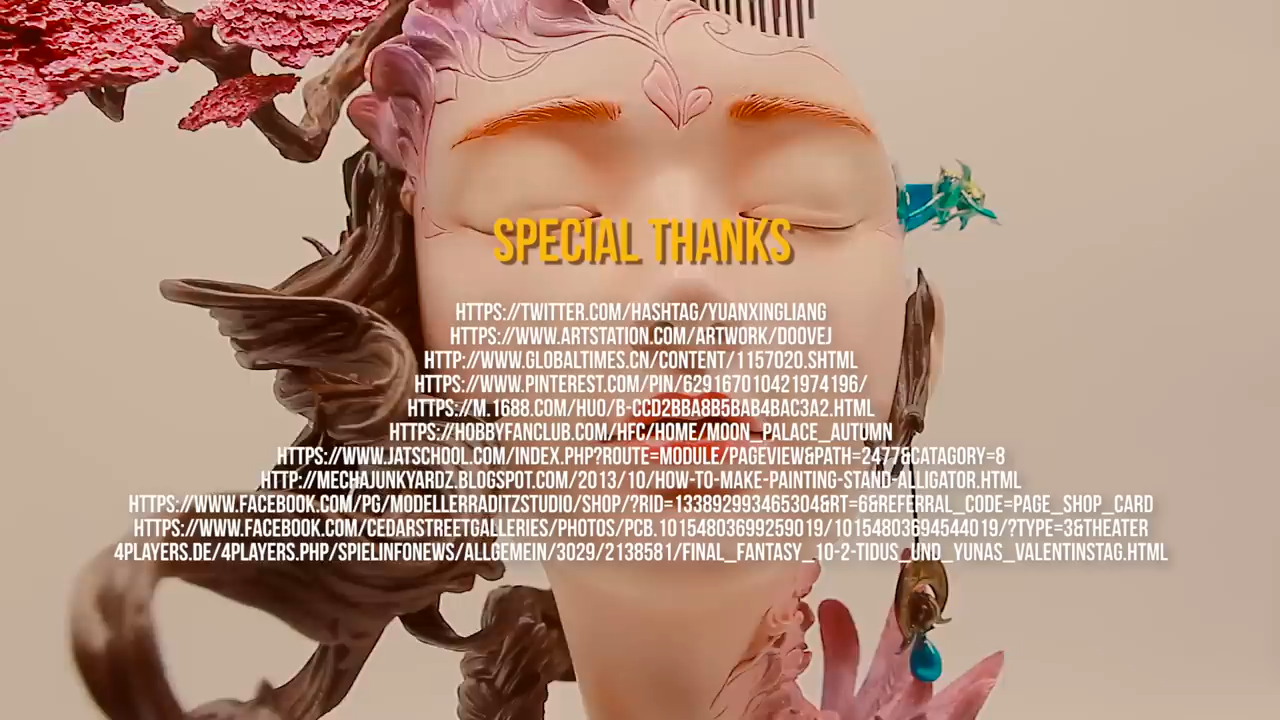 SPECIAL THANKS
HTTPS://TWITTER.COM/HASHTAG/YUANXINGLIANG
HTTPS://WWW.ARTSTATION.COM/ARTWORK/DOOVEJ
HTTP://WWW.GLOBALTIMES.CN/CONTENT/1157020.SHTML
HTTPS://WWW.PINTEREST.COM/PIN/629167010421974196/
HTTPS://M.1688.COM/HUO/B-CCD2BBA8B5BAB4BAC3A2.HTML
HTTPS://HOBBYFANCLUB.COM/HFC/HOME/MOON_PALACE_AUTUMN
HTTPS://WWW.JATSCHOOL.COM/INDEX.PHP?ROUTE=MODULE/PAGEVIEW&PATH=2477&CATAGORY=8
HTTP://MECHAJUNKYARDZ.BLOGSPOT.COM/2013/10/HOW-TO-MAKE-PAINTING-STAND-ALLIGATOR.HTML
HTTPS://WWW.FACEBOOK.COM/PG/MODELLERRADITZSTUDIO/SHOP/?RID=1338929934653048&RT=6&REFERRAL_CODE=PAGE_SHOP_CARD
HTTPS://WWW.FACEBOOK.COM/CEDARSTREETGALLERIES/PHOTOS/PCB.10154803699259019/10154803694544019/?TYPE=3&THEATER
4PLAYERS.DE/4PLAYERS.PHP/SPIELINFONEWS/ALLGEMEIN/3029/2138581/FINAL_FANTASY_10-2-TIDUS_UND_YUNAS_VALENTINSTAG.HTML